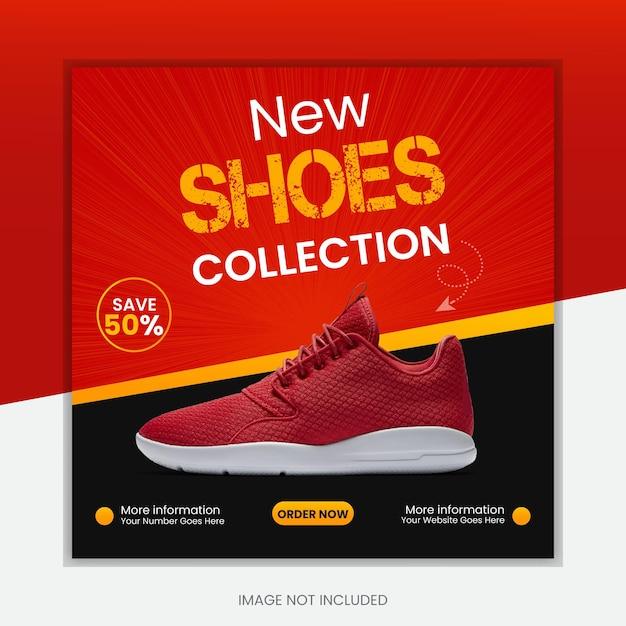 New
SHOES
COLLECTION
SAVE
50%
More information
Your Number Goes Here
ORDER NOW
More information
Your Website Goes Here
IMAGE NOT INCLUDED